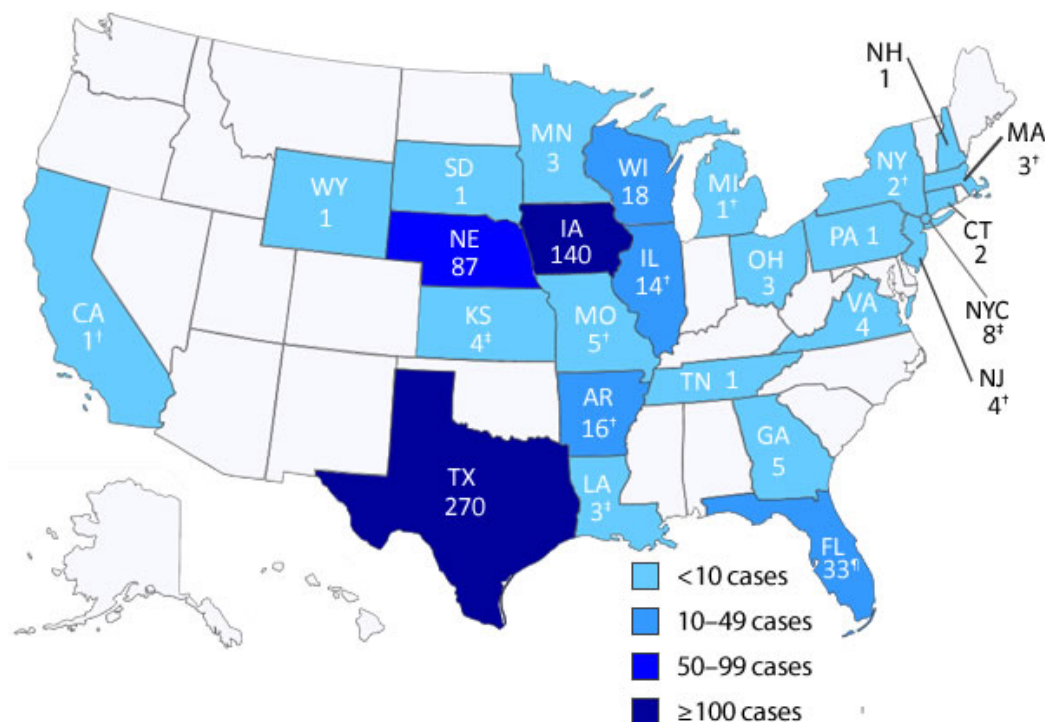 NH
1
MA
3†
MN
3
WI
18
NY
2†
SD
1
MI
1†
WY
1
CT
2
PA 1
IA
140
NE
87
OH
3
IL
14†
NYC
8‡
VA
4
CA
1†
KS
4‡
MO
5†
NJ
4†
TN 1
AR
16†
GA
5
TX
270
LA
3‡
FL
33¶
<10 cases
10–49 cases
50–99 cases
≥100 cases